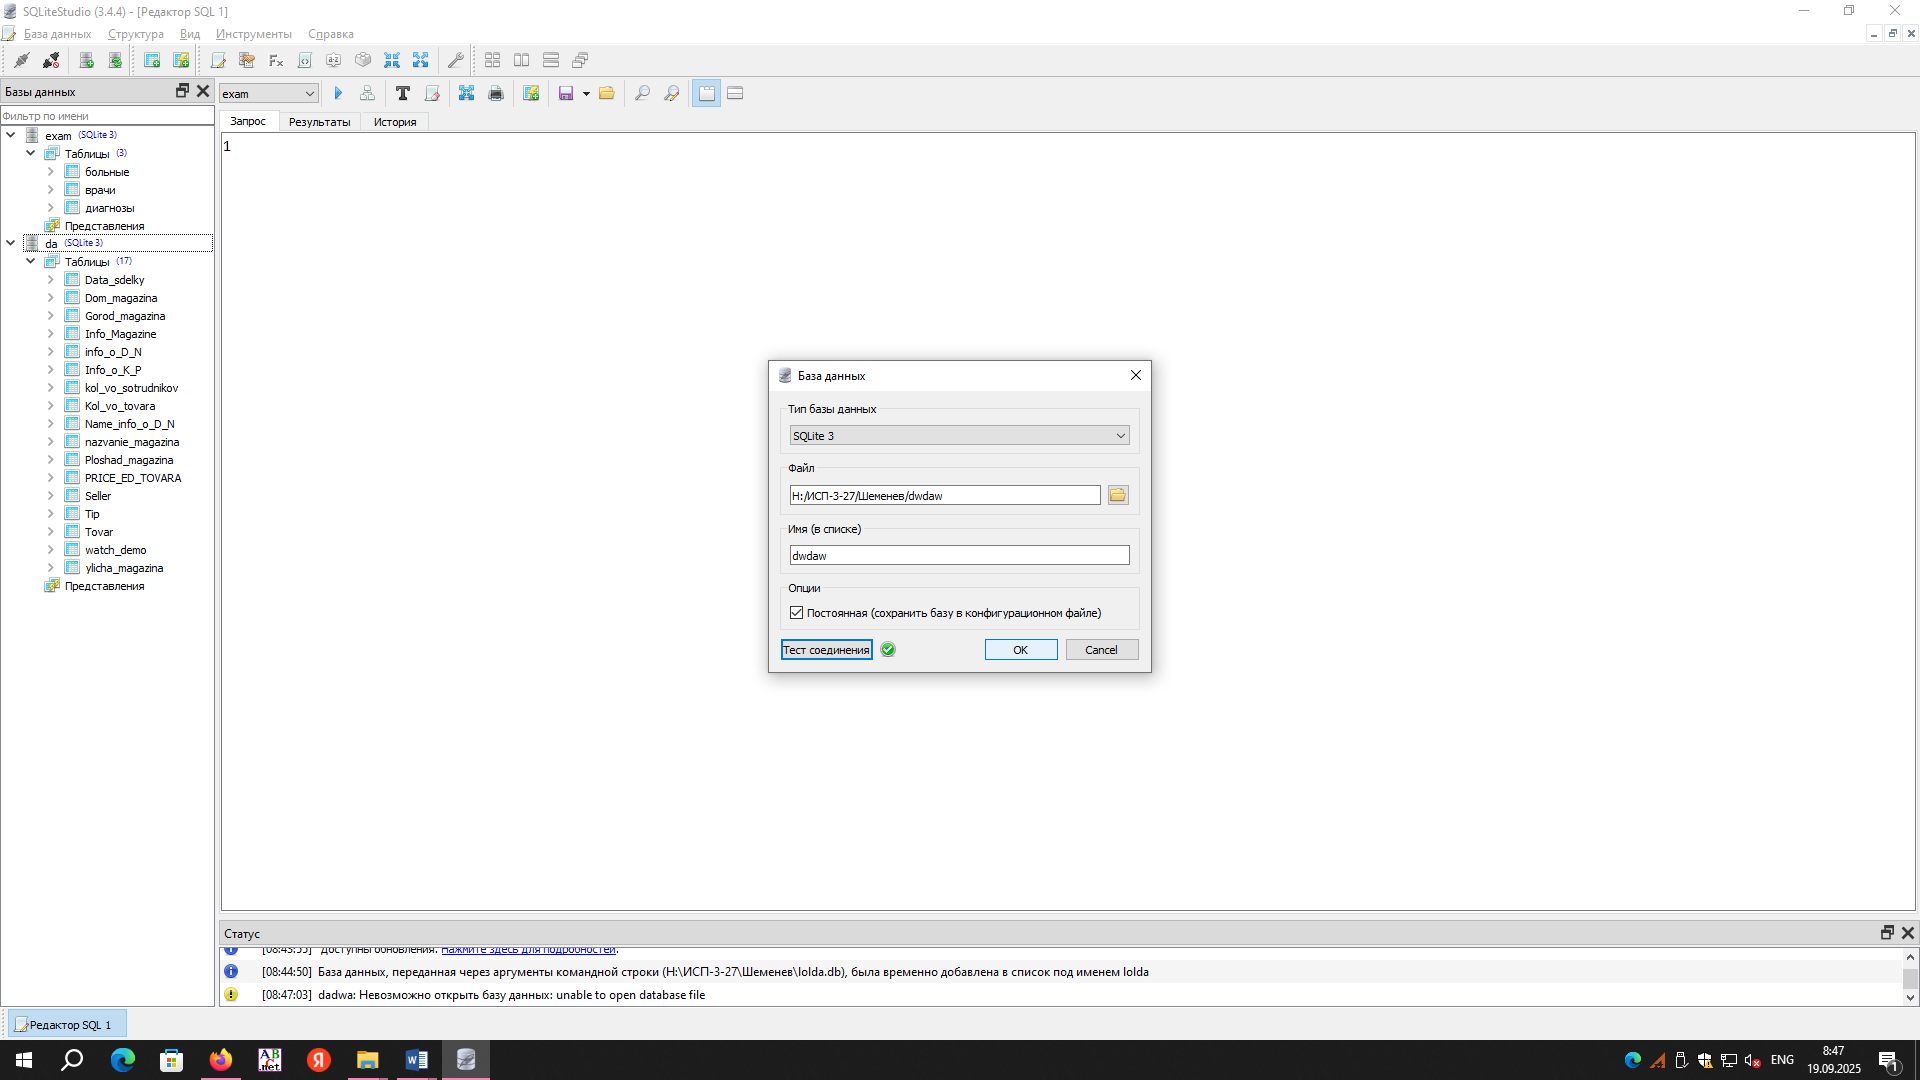 SQLiteStudio (3.4.4) - [Редактор SQL 1]
База данных Структура Вид Инструменты Справка
Базы данных
exam
Фильтр по имени
Запрос Результаты История
1
exam (SQLite 3)
Таблицы (3)
больные
врачи
диагнозы
Представления
da (SQLite 3)
Таблицы (17)
Data_sdelky
Dom_magazina
Gorod_magazina
Info_Magazine
info_o_D_N
Info_o_K_P
kol_vo_sotrudnikov
Kol_vo_tovara
Name_info_o_D_N
nazvanie_magazina
Ploshad_magazina
PRICE_ED_TOVARA
Seller
Tip
Tovar
watch_demo
ylicha_magazina
Представления
База данных
Тип базы данных
SQLite 3
Файл
H:/ИСП-3-27/Шеменев/dwdaw
Имя (в списке)
dwdaw
Опции
Постоянная (сохранить базу в конфигурационном файле)
Тест соединения OK Cancel
Статус
[08:43:55] Доступны обновления. Нажмите здесь для подробностей.
[08:44:50] База данных, переданная через аргументы командной строки (H:\ИСП-3-27\Шеменев\lolda.db), была временно добавлена в список под именем lolda
[08:47:03] dadwa: Невозможно открыть базу данных: unable to open database file
Редактор SQL 1
ENG
8:47
19.09.2025
1